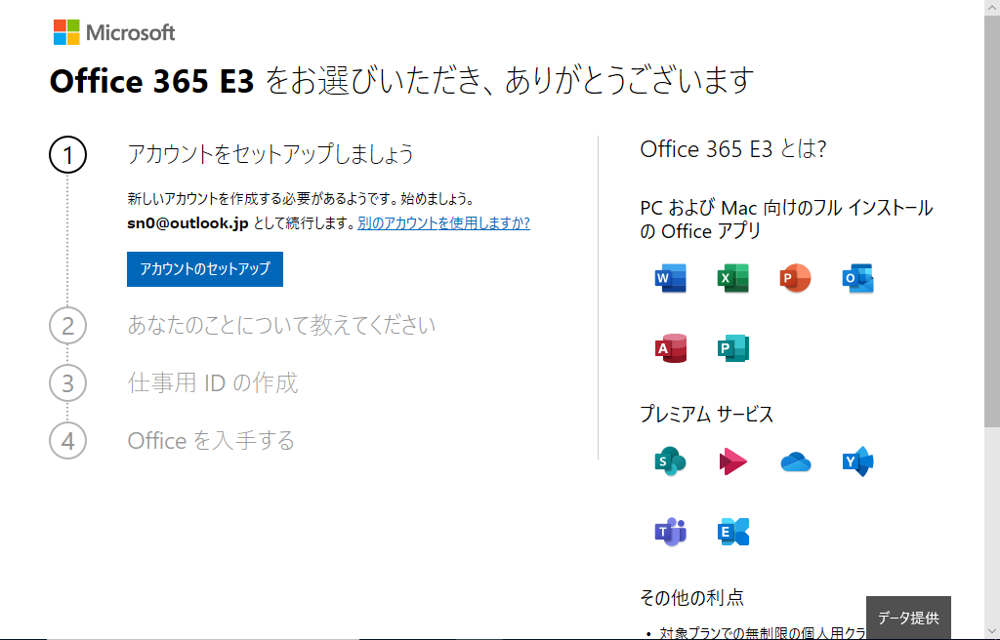 Microsoft
Office 365 E3 をお選びいただき、ありがとうございます
1
アカウントをセットアップしましょう
新しいアカウントを作成する必要があるようです。始めましょう。
sn0@outlook.jp として続行します。別のアカウントを使用しますか?
アカウントのセットアップ
2
あなたのことについて教えてください
3
仕事用 ID の作成
4
Office を入手する
Office 365 E3 とは?
PC および Mac 向けのフル インストール
の Office アプリ
W
X
P
O
A
P
プレミアム サービス
S
Y
T
E
その他の利点
• 対象プランでの無制限の個人用クラ
データ提供